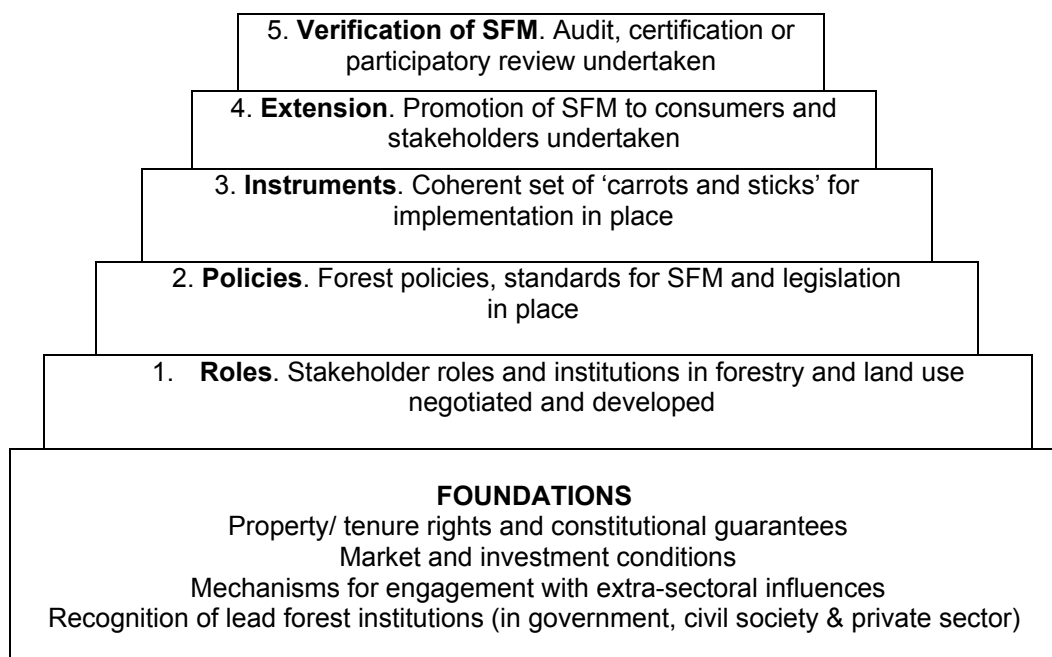 5. Verification of SFM. Audit, certification or
participatory review undertaken
4. Extension. Promotion of SFM to consumers and
stakeholders undertaken
3. Instruments. Coherent set of ‘carrots and sticks’ for
implementation in place
2. Policies. Forest policies, standards for SFM and legislation
in place
1. Roles. Stakeholder roles and institutions in forestry and land use
negotiated and developed
FOUNDATIONS
Property/ tenure rights and constitutional guarantees
Market and investment conditions
Mechanisms for engagement with extra-sectoral influences
Recognition of lead forest institutions (in government, civil society & private sector)